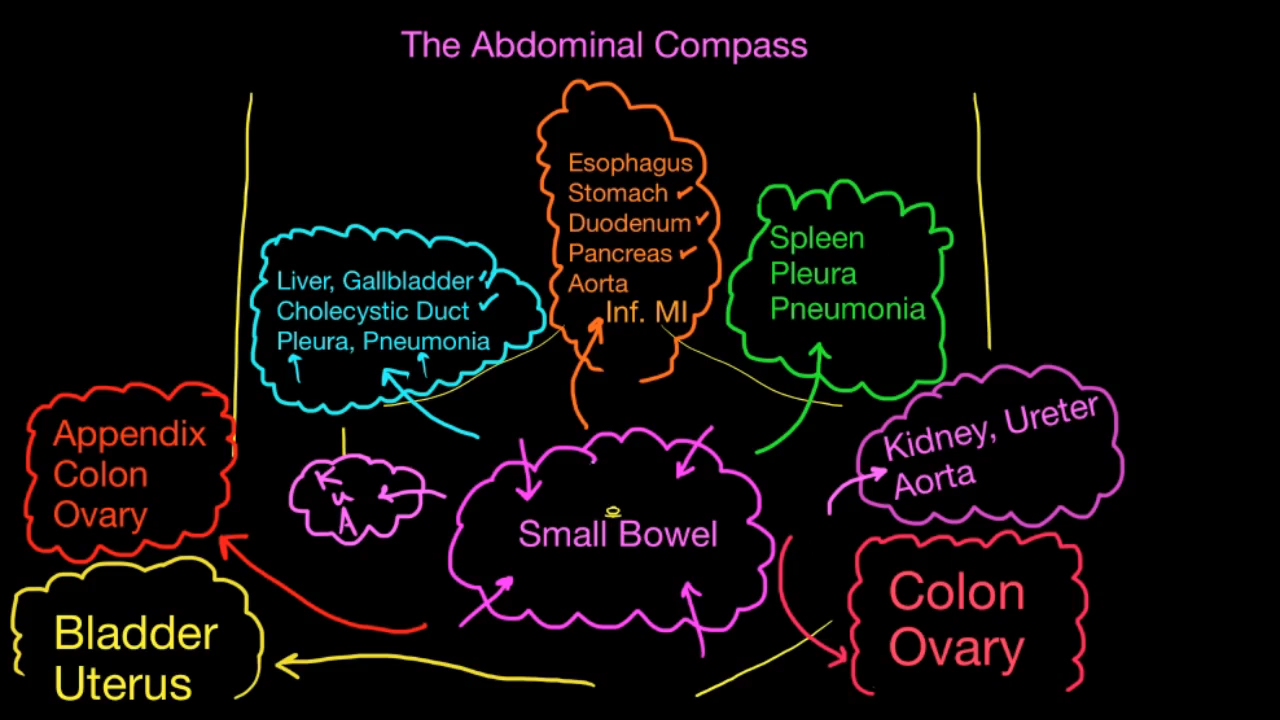 The Abdominal Compass
Esophagus
Stomach
Duodenum
Pancreas
Aorta
Inf. MI
Liver, Gallbladder
Cholecystic Duct
Pleura, Pneumonia
Spleen
Pleura
Pneumonia
Appendix
Colon
Ovary
K
u
A
Small Bowel
Kidney, Ureter
Aorta
Bladder
Uterus
Colon
Ovary